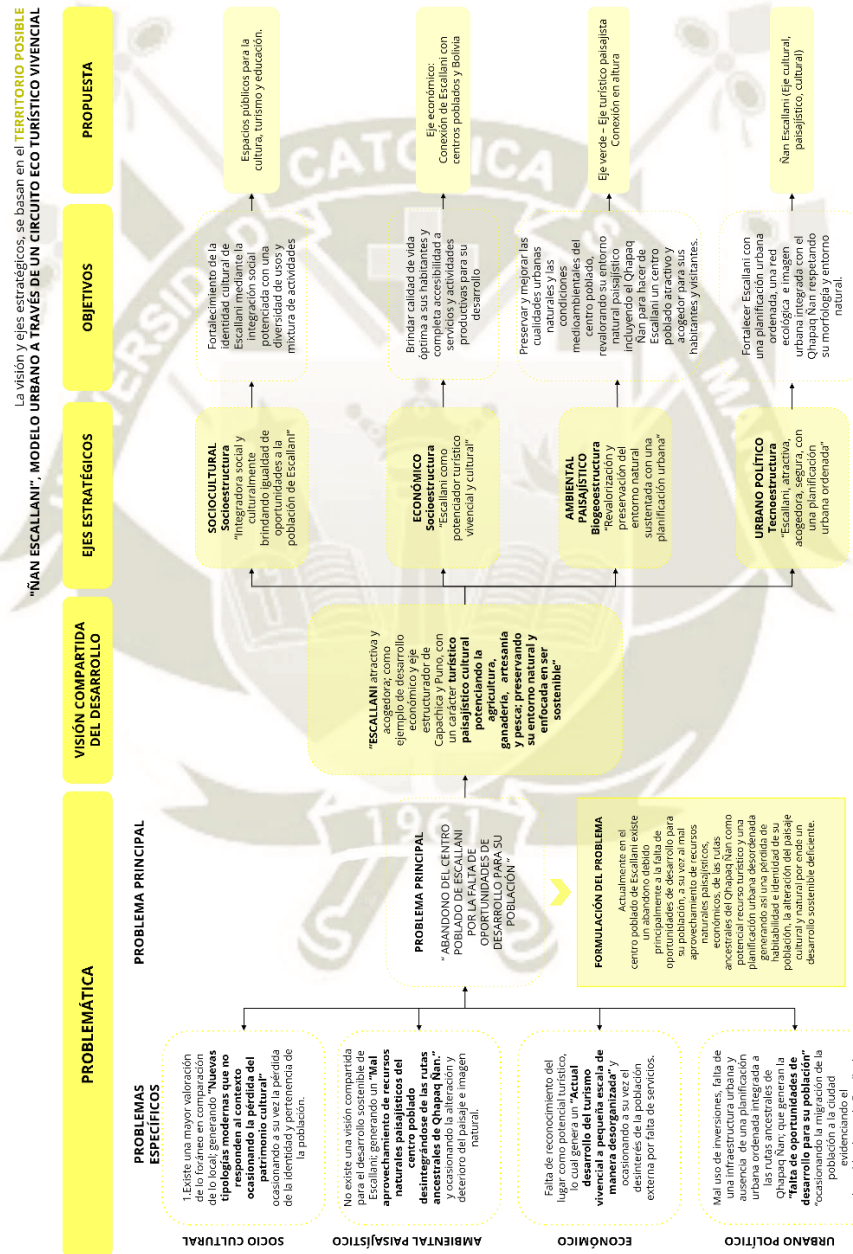 La visión y ejes estratégicos, se basan en el TERRITORIO POSIBLE
"ÑAN ESCALLANI", MODELO URBANO A TRAVÉS DE UN CIRCUITO ECO TURÍSTICO VIVENCIAL
PROBLEMÁTICA
VISIÓN COMPARTIDA
DEL DESARROLLO
EJES ESTRATÉGICOS
OBJETIVOS
PROPUESTA
PROBLEMAS
ESPECÍFICOS
PROBLEMA PRINCIPAL
SOCIO CULTURAL
1.Existe una mayor valoración
de lo foráneo en comparación
de lo local; generando "Nuevas
tipologías modernas que no
responden al contexto
ocasionando la pérdida del
patrimonio cultural"
ocasionando a su vez la pérdida
de la identidad y pertenencia de
la población.
AMBIENTAL PAISAJÍSTICO
No existe una visión compartida
para el desarrollo sostenible de
Escallani; generando un "Mal
aprovechamiento de recursos
naturales paisajísticos del
centro poblado
desintegrándose de las rutas
ancestrales de Qhapaq Ñan."
y ocasionando la alteración y
deterioro del paisaje e imagen
natural.
ECONÓMICO
Falta de reconocimiento del
lugar como potencial turístico,
lo cual genera un "Actual
desarrollo del turismo
vivencial a pequeña escala de
manera desorganizada" y
ocasionando a su vez el
desinterés de la población
externa por falta de servicios.
URBANO POLÍTICO
Mal uso de inversiones, falta de
una infraestructura urbana y
ausencia de una planificación
urbana ordenada integrada a
las rutas ancestrales de
Qhapaq Ñan; que generan la
"falta de oportunidades de
desarrollo para su población"
"ocasionando la migración de la
población a la ciudad
evidenciando el
PROBLEMA PRINCIPAL
" ABANDONO DEL CENTRO
POBLADO DE ESCALLANI
POR LA FALTA DE
OPORTUNIDADES DE
DESARROLLO PARA SU
POBLACIÓN "
FORMULACIÓN DEL PROBLEMA
Actualmente en el
centro poblado de Escallani existe
un abandono debido
principalmente a la falta de
oportunidades de desarrollo para
su población, a su vez al mal
aprovechamiento de recursos
naturales paisajísticos,
económicos, de las rutas
ancestrales del Qhapaq Ñan como
potencial recurso turístico y una
planificación urbana desordenada
generando así una pérdida de
habitabilidad e identidad de su
población, la alteración del paisaje
cultural y natural por ende un
desarrollo sostenible deficiente.
"ESCALLANI atractiva y
acogedora; como
ejemplo de desarrollo
económico y eje
estructurador de
Capachica y Puno, con
un carácter turístico
paisajístico cultural
potenciando la
agricultura,
ganadería, artesanía
y pesca; preservando
su entorno natural y
enfocada en ser
sostenible"
SOCIOCULTURAL
Socioestructura
"Integradora social y
culturalmente
brindando igualdad de
oportunidades a la
población de Escallani"
ECONÓMICO
Socioestructura
"Escallani como
potenciador turístico
vivencial y cultural"
AMBIENTAL
PAISAJÍSTICO
Biogeoestructura
"Revalorización y
preservación del
entorno natural
sustentada con una
planificación urbana"
URBANO POLÍTICO
Tecnoestructura
"Escallani, atractiva,
acogedora, segura, con
una planificación
urbana ordenada"
Fortalecimiento de la
identidad cultural de
Escallani mediante la
integración social
potenciada con una
diversidad de usos y
mixtura de actividades
Brindar calidad de vida
óptima a sus habitantes y
completa accesibilidad a
servicios y actividades
productivas para su
desarrollo
Preservar y mejorar las
cualidades urbanas
naturales y las
condiciones
medioambientales del
centro poblado,
revalorando su entorno
natural paisajístico
incluyendo el Qhapaq
Ñan para hacer de
Escallani un centro
poblado atractivo y
acogedor para sus
habitantes y visitantes.
Fortalecer Escallani con
una planificación urbana
ordenada, una red
ecológica e imagen
urbana integrada con el
Qhapaq Ñan respetando
su morfología y entorno
natural.
Espacios públicos para la
cultura, turismo y educación.
Eje económico:
Conexión de Escallani con
centros poblados y Bolivia
Eje verde – Eje turístico paisajista
Conexión en altura
Ñan Escallani (Eje cultural,
paisajístico, cultural)
CATÓLICA
1961